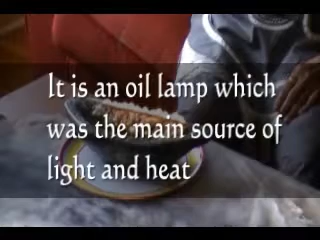 It is an oil lamp which
was the main source of
light and heat